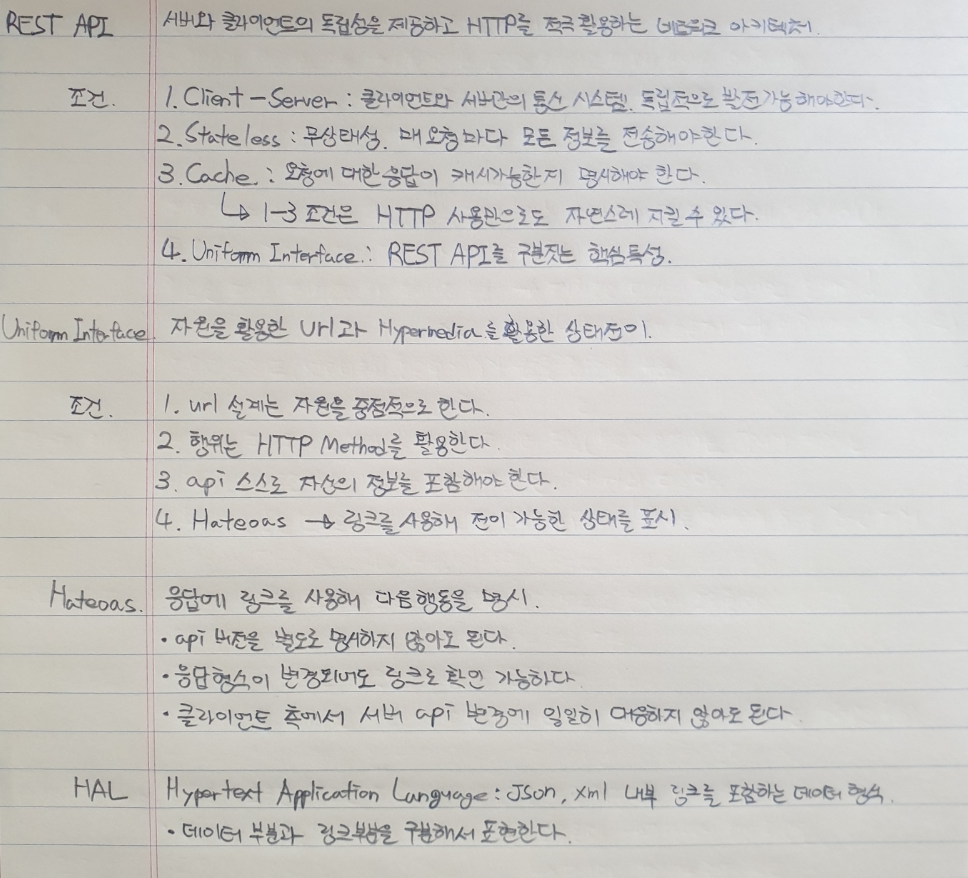 REST API 서버와 클라이언트의 독립성을 제공하고 HTTP를 적극 활용하는 네트워크 아키텍처.
조건. 1. Client-Server : 클라이언트와 서버간의 통신 시스템. 독립적으로 발전가능해야한다.
2. Stateless : 무상태성. 매 요청마다 모든 정보를 전송해야한다.
3. Cache. : 요청에 대한 응답이 캐시가능한지 명시해야 한다.
↳ 1-3 조건은 HTTP 사용만으로도 자연스레 지킬 수 있다.
4. Uniform Interface. : REST API를 구분짓는 핵심특성.
Uniform Interface 자원을 활용한 url과 Hypermedia를 활용한 상태전이.
조건. 1. url 설계는 자원을 중점적으로 한다.
2. 행위는 HTTP Method를 활용한다.
3. api 스스로 자신의 정보를 포함해야 한다.
4. Hateoas → 링크를 사용해 전이 가능한 상태를 표시.
Hateoas. 응답에 링크를 사용해 다음 행동을 명시.
· api 버전을 별도로 명시하지 않아도 된다.
· 응답형식이 변경되어도 링크로 확인 가능하다.
· 클라이언트 측에서 서버 api 변경에 일일히 대응하지 않아도 된다.
HAL Hypertext Application Language : Json, xml 내부 링크를 포함하는 데이터 형식.
· 데이터 부분과 링크부분을 구분해서 표현한다.